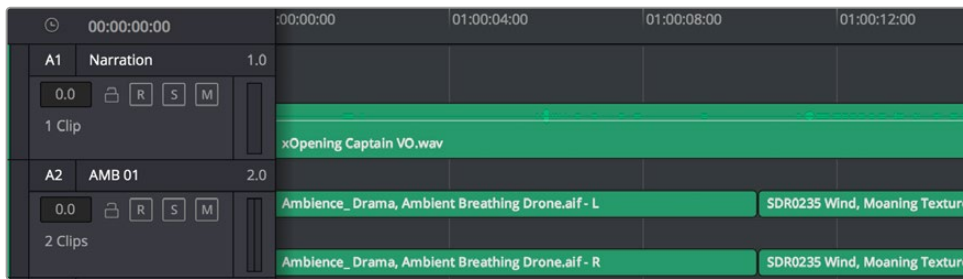 00:00:00:00 :00:00:00 01:00:04:00 01:00:08:00 01:00:12:00
A1 Narration 1.0
0.0 R S M
1 Clip
xOpening Captain VO.wav
A2 AMB 01 2.0
0.0 R S M
Ambience_ Drama, Ambient Breathing Drone.aif - L SDR0235 Wind, Moaning Textur
2 Clips
Ambience_ Drama, Ambient Breathing Drone.aif - R SDR0235 Wind, Moaning Textur